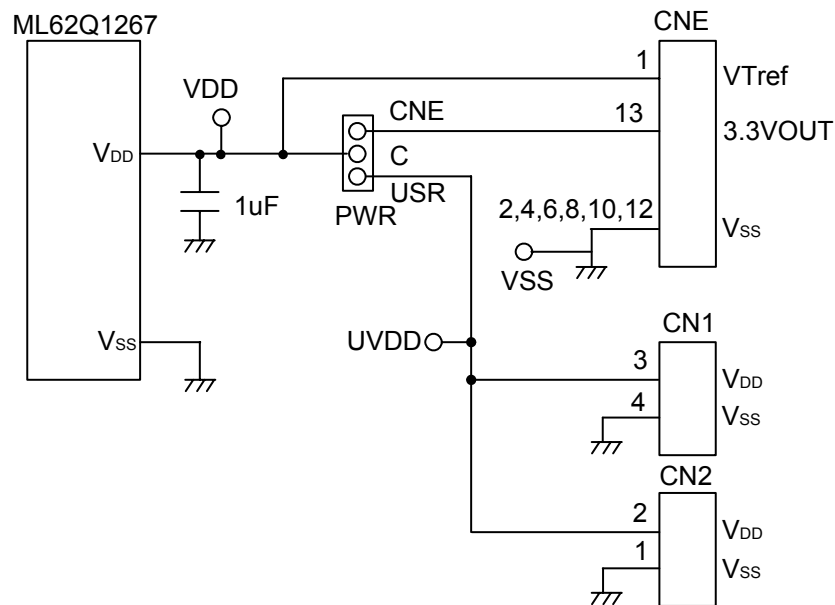 ML62Q1267
CNE
VDD
1
VTref
CNE
13
3.3VOUT
VDD
C
1uF
USR
PWR
2,4,6,8,10,12
VSS
VSS
VSS
UVDD
CN1
3
VDD
4
VSS
CN2
2
VDD
1
VSS